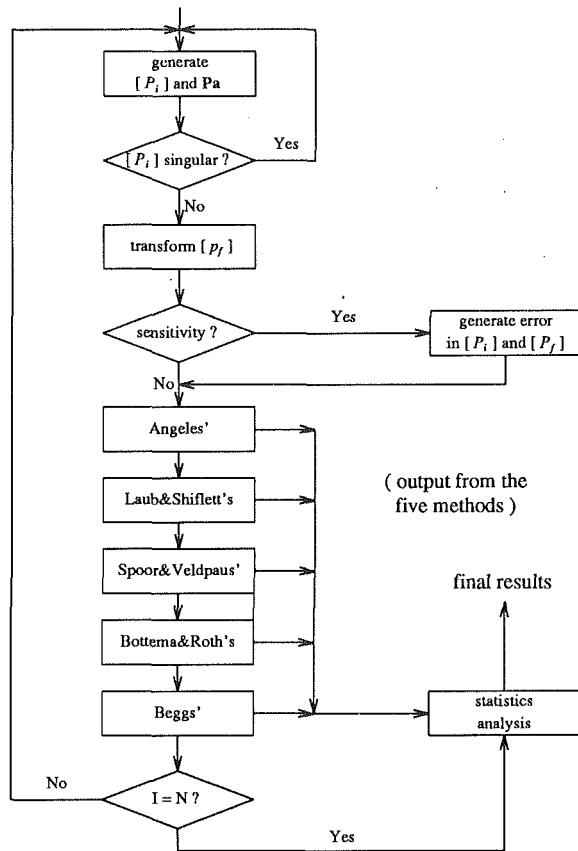 generate
[ P_i ] and Pa
Yes
[ P_i ] singular ?
No
transform [ p_f ]
Yes
sensitivity ?
generate error
in [ P_i ] and [ P_f ]
No
Angeles'
( output from the
five methods )
Laub&Shiflett's
Spoor&Veldpaus'
final results
Bottema&Roth's
Beggs'
statistics
analysis
No
I = N ?
Yes